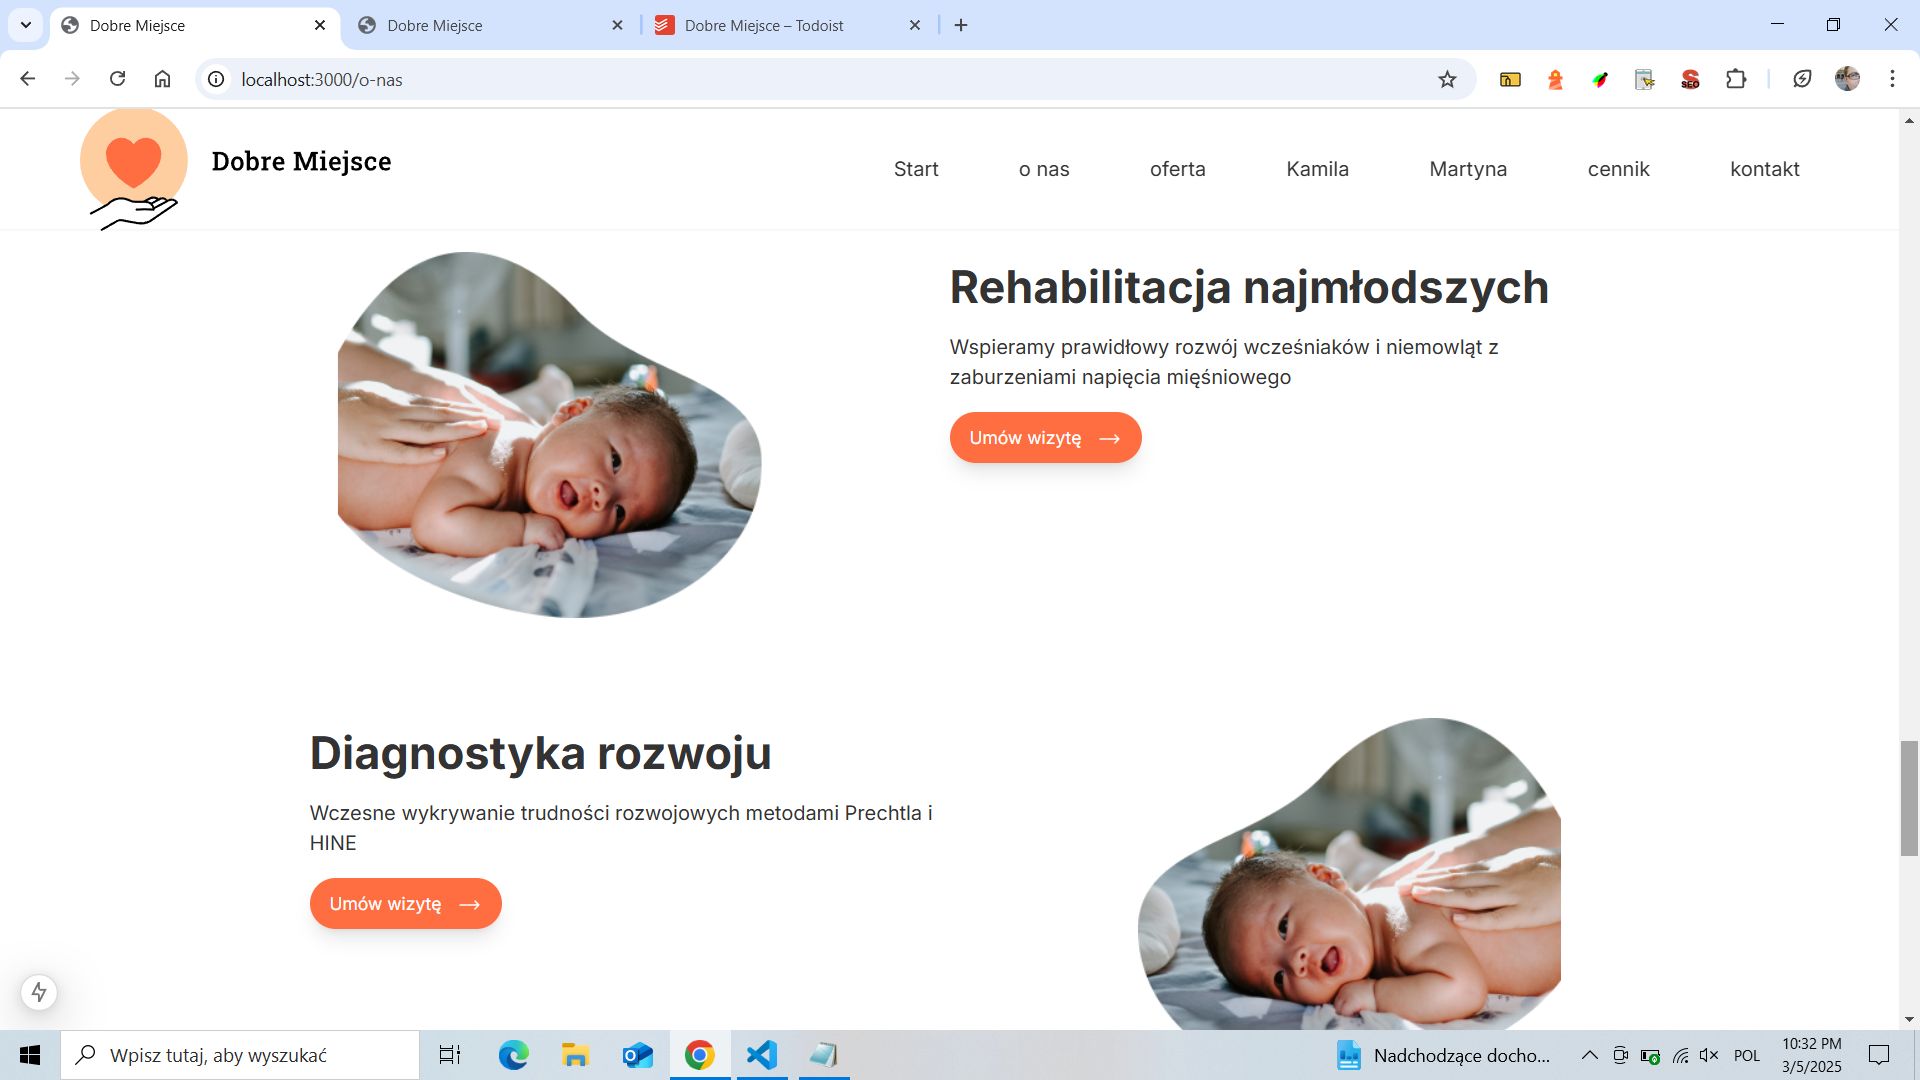 Dobre Miejsce
Dobre Miejsce
Dobre Miejsce – Todoist
localhost:3000/o-nas
SEO
Dobre Miejsce
Start
o nas
oferta
Kamila
Martyna
cennik
kontakt
Rehabilitacja najmłodszych
Wspieramy prawidłowy rozwój wcześniaków i niemowląt z
zaburzeniami napięcia mięśniowego
Umów wizytę
Diagnostyka rozwoju
Wczesne wykrywanie trudności rozwojowych metodami Prechtla i
HINE
Umów wizytę
Wpisz tutaj, aby wyszukać
Nadchodzące docho...
POL
10:32 PM
3/5/2025